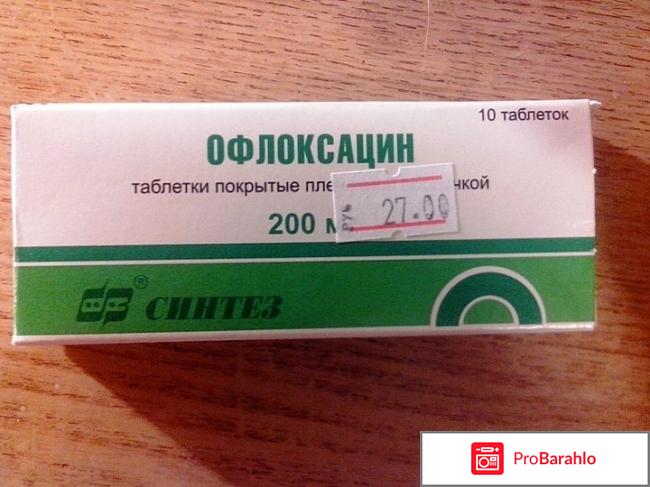 10 таблеток
ОФЛОКСАЦИН
таблетки покрытые пле чкой
200 м
РУБ 27.00
® СИНТЕЗ
ProBarahlo